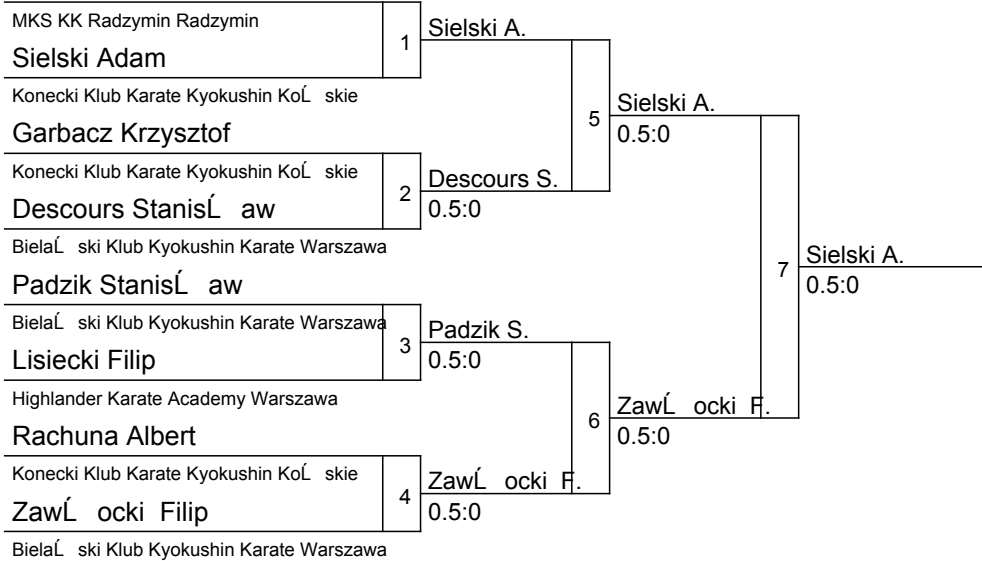 MKS KK Radzymin Radzymin
1
Sielski A.
Sielski Adam
Konecki Klub Karate Kyokushin KoĹ skie
5
Sielski A.
0.5:0
Garbacz Krzysztof
Konecki Klub Karate Kyokushin KoĹ skie
2
Descours S.
0.5:0
Descours StanisĹ aw
BielaĹ ski Klub Kyokushin Karate Warszawa
7
Sielski A.
0.5:0
Padzik StanisĹ aw
BielaĹ ski Klub Kyokushin Karate Warszawa
3
Padzik S.
0.5:0
Lisiecki Filip
Highlander Karate Academy Warszawa
6
ZawĹ ocki F.
0.5:0
Rachuna Albert
Konecki Klub Karate Kyokushin KoĹ skie
4
ZawĹ ocki F.
0.5:0
ZawĹ ocki Filip
BielaĹ ski Klub Kyokushin Karate Warszawa